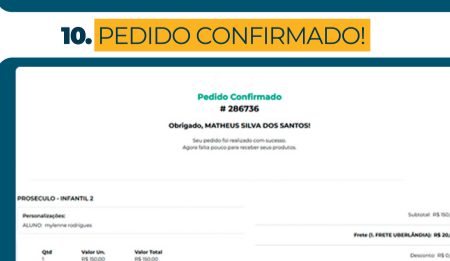 10. PEDIDO CONFIRMADO!
Pedido Confirmado
# 286736
Obrigado, MATHEUS SILVA DOS SANTOS!
Seu pedido foi realizado com sucesso.
Agora falta pouco para receber seus produtos.
PROSECULO - INFANTIL 2
Personalizações:
ALUNO: mylenne rodrigues
Subtotal R$ 150,
Frete (1. FRETE UBERLÂNDIA): R$ 20,
Qtd Valor Un. Valor Total
1 R$ 150.00 R$ 150.00
Desconto R$ 0,